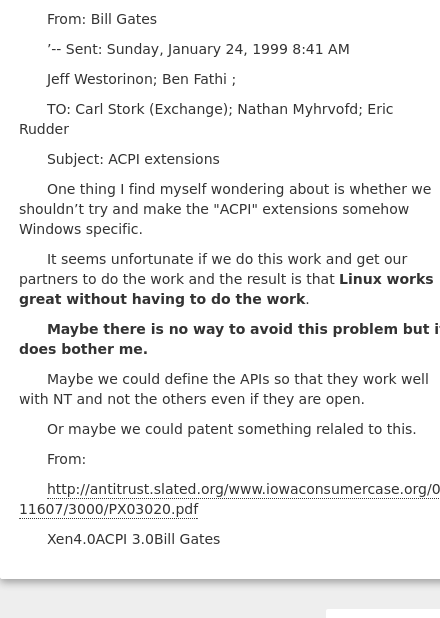 From: Bill Gates
’-- Sent: Sunday, January 24, 1999 8:41 AM
Jeff Westorinon; Ben Fathi ;
TO: Carl Stork (Exchange); Nathan Myhrvofd; Eric
Rudder
Subject: ACPI extensions
One thing I find myself wondering about is whether we
shouldn’t try and make the "ACPI" extensions somehow
Windows specific.
It seems unfortunate if we do this work and get our
partners to do the work and the result is that Linux works
great without having to do the work.
Maybe there is no way to avoid this problem but it
does bother me.
Maybe we could define the APIs so that they work well
with NT and not the others even if they are open.
Or maybe we could patent something relaled to this.
From:
http://antitrust.slated.org/www.iowaconsumercase.org/0
11607/3000/PX03020.pdf
Xen4.0ACPI 3.0Bill Gates